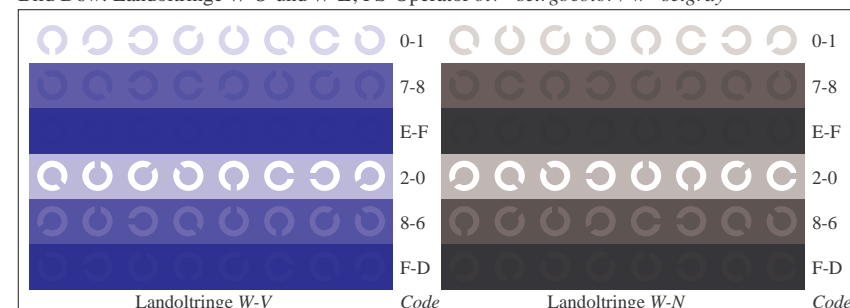 0-1 0-1
7-8 7-8
E-F E-F
2-0 2-0
8-6 8-6
F-D F-D
Landoltringe W-V Code Landoltringe W-N Code